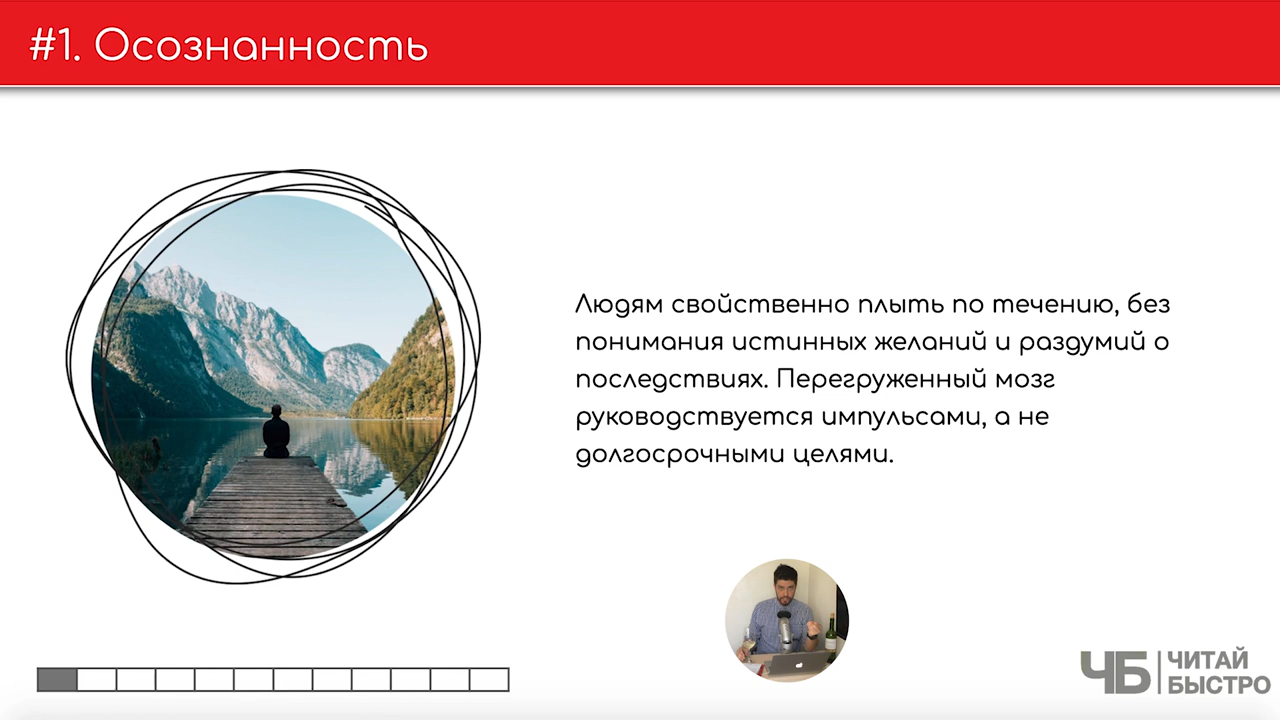 #1. Осознанность
Людям свойственно плыть по течению, без
понимания истинных желаний и раздумий о
последствиях. Перегруженный мозг
руководствуется импульсами, а не
долгосрочными целями.
ЧБ
ЧИТАЙ
БЫСТРО